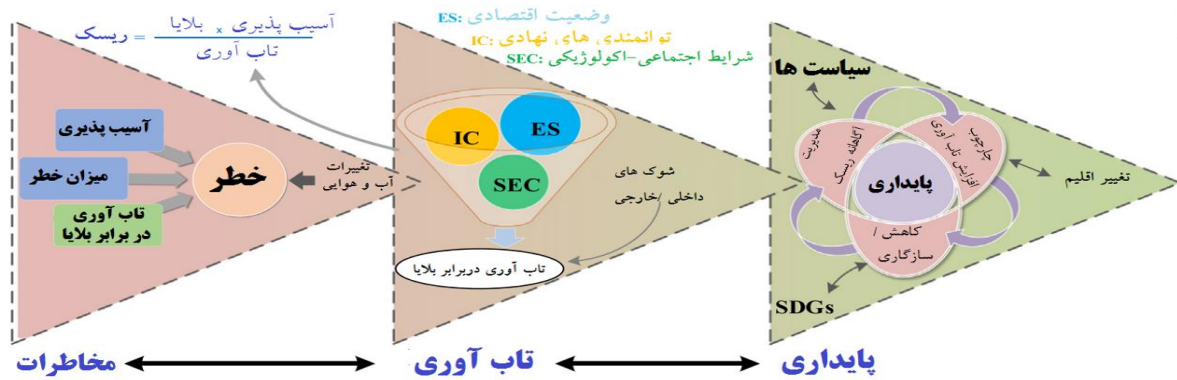 ریسک = آسیب پذیری × بلایا
تاب آوری
ES: وضعیت اقتصادی
IC: توانمندی های نهادی
SEC: شرایط اجتماعی-اکولوژیکی
آسیب پذیری
میزان خطر
تاب آوری
در برابر بلایا
خطر
تغییرات
آب و هوایی
IC
ES
SEC
شوک های
داخلی /خارجی
تاب آوری دربرابر بلایا
سیاست ها
مدیریت
آگاهانه ریسک
چارچوب
افزایش تاب آوری
پایداری
کاهش /
سازگاری
تغییر اقلیم
SDGs
مخاطرات
تاب آوری
پایداری